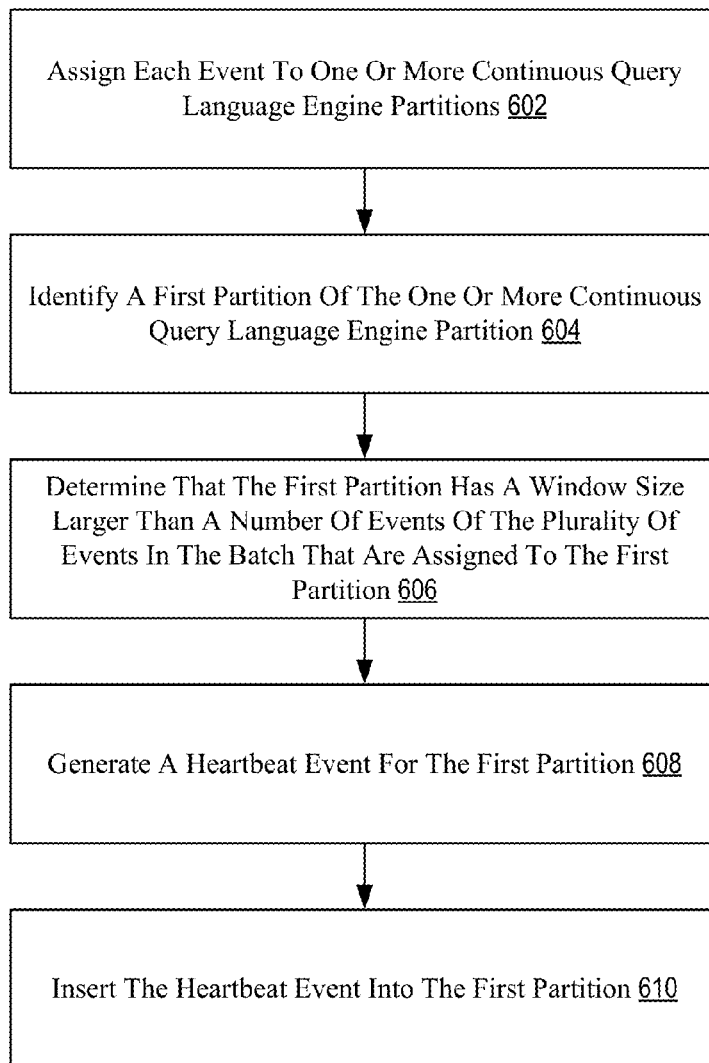 Assign Each Event To One Or More Continuous Query
Language Engine Partitions 602
Identify A First Partition Of The One Or More Continuous
Query Language Engine Partition 604
Determine That The First Partition Has A Window Size
Larger Than A Number Of Events Of The Plurality Of
Events In The Batch That Are Assigned To The First
Partition 606
Generate A Heartbeat Event For The First Partition 608
Insert The Heartbeat Event Into The First Partition 610